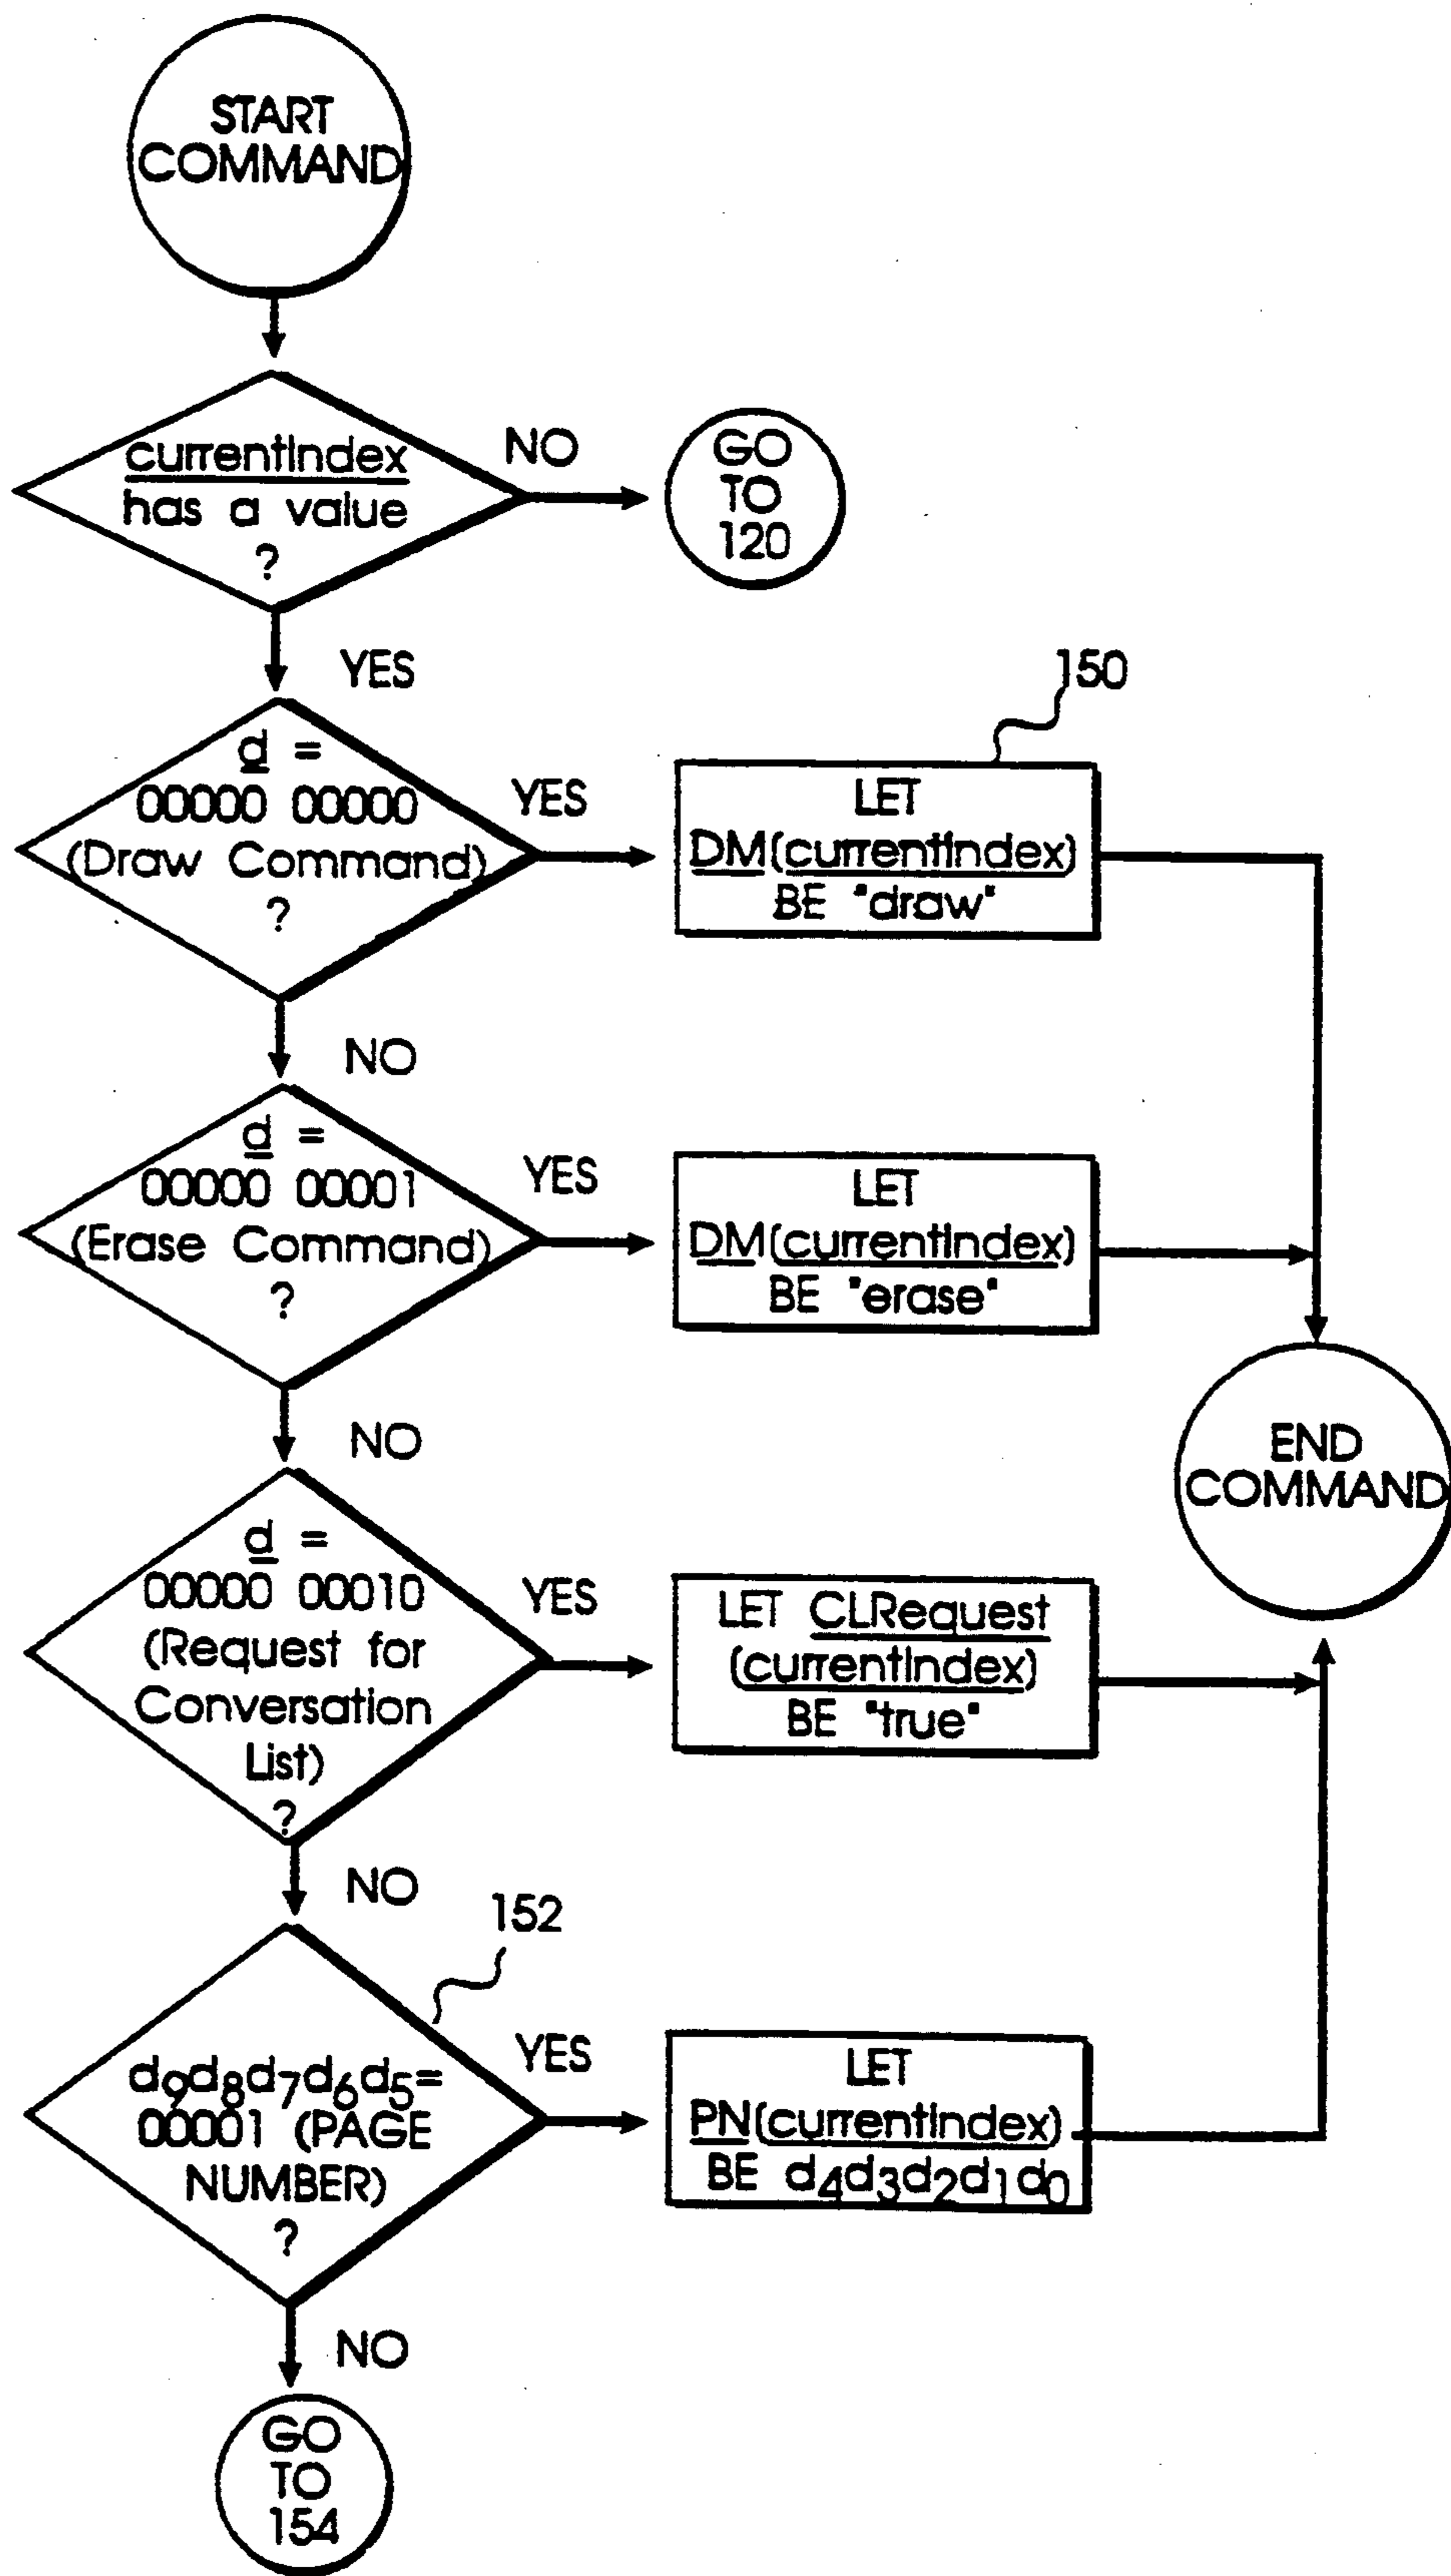 START
COMMAND
currentIndex
has a value
?
NO
GO
TO
120
YES
150
d =
00000 00000
(Draw Command)
?
YES
LET
DM(currentIndex)
BE "draw"
NO
d =
00000 00001
(Erase Command)
?
YES
LET
DM(currentIndex)
BE "erase"
NO
END
COMMAND
d =
00000 00010
(Request for
Conversation
List)
?
YES
LET CLRequest
(currentIndex)
BE "true"
NO
152
d9d8d7d6d5=
00001 (PAGE
NUMBER)
?
YES
LET
PN(currentIndex)
BE d4d3d2d1d0
NO
GO
TO
154